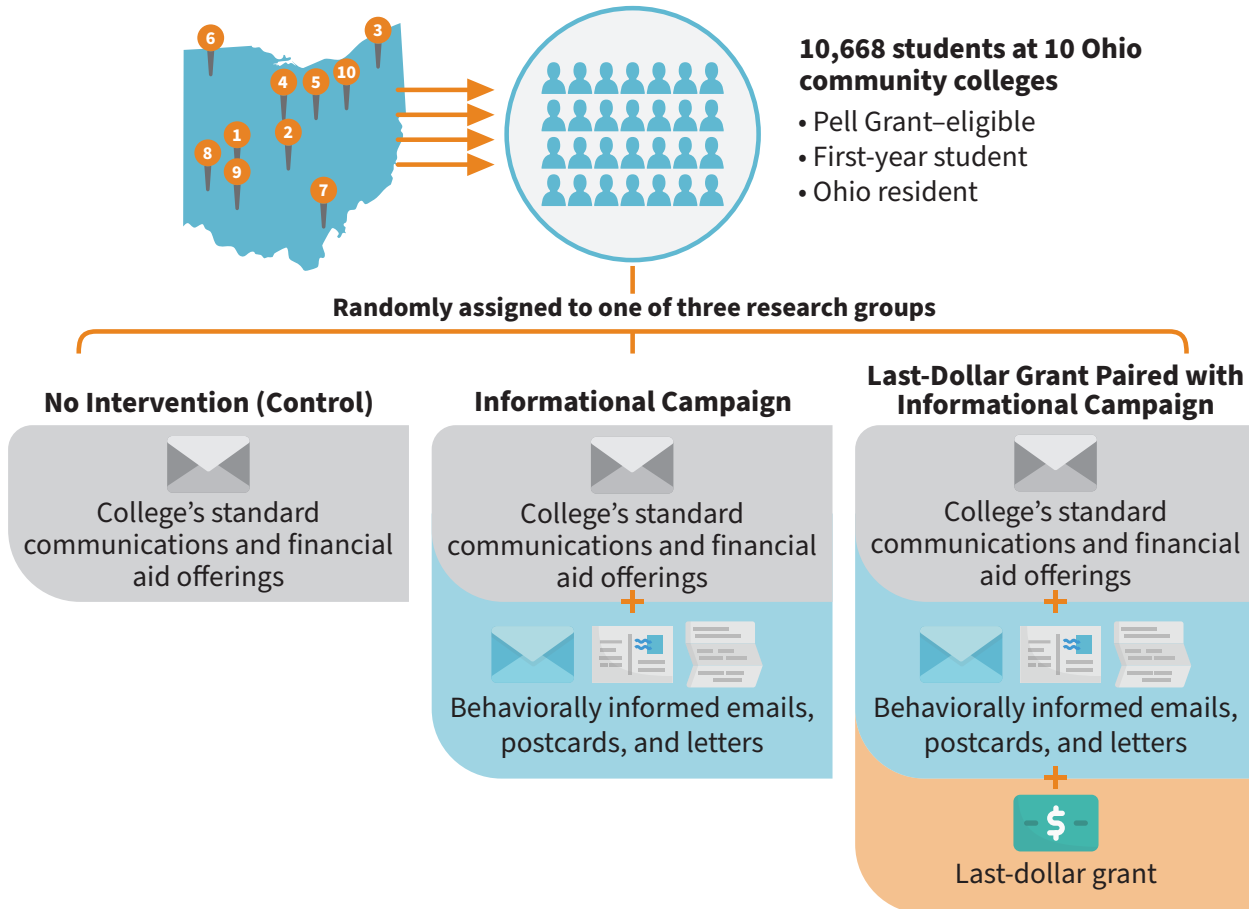 6
3
4
5
10
1
2
8
9
7
10,668 students at 10 Ohio
community colleges
• Pell Grant–eligible
• First-year student
• Ohio resident
Randomly assigned to one of three research groups
No Intervention (Control)
College’s standard
communications and financial
aid offerings
Informational Campaign
College’s standard
communications and financial
aid offerings
+
Behaviorally informed emails,
postcards, and letters
Last-Dollar Grant Paired with
Informational Campaign
College’s standard
communications and financial
aid offerings
+
Behaviorally informed emails,
postcards, and letters
+
$
Last-dollar grant